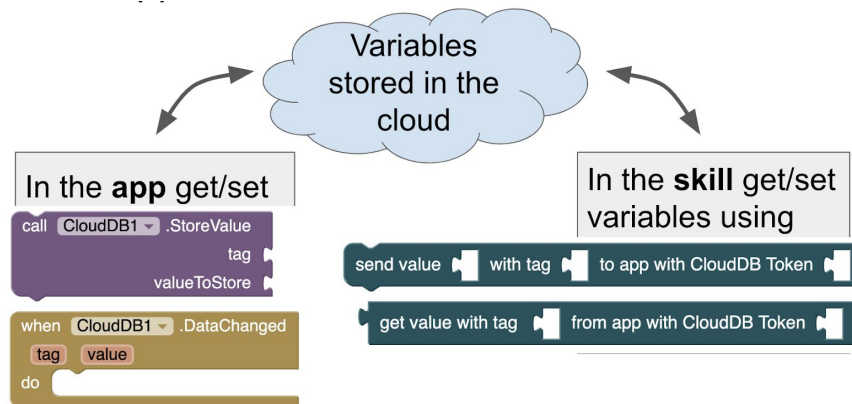 Variables
stored in the
cloud
In the app get/set
call CloudDB1 .StoreValue
tag
valueToStore
when CloudDB1 .DataChanged
tag value
do
In the skill get/set
variables using
send value with tag to app with CloudDB Token
get value with tag from app with CloudDB Token